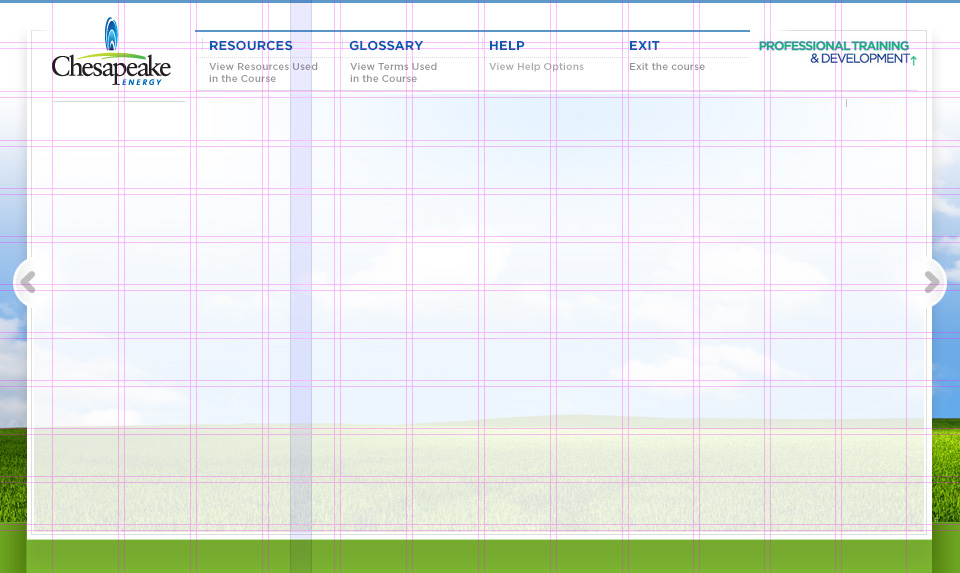 Chesapeake
ENERGY
RESOURCES
View Resources Used
in the Course
GLOSSARY
View Terms Used
in the Course
HELP
View Help Options
EXIT
Exit the course
PROFESSIONAL TRAINING
& DEVELOPMENT